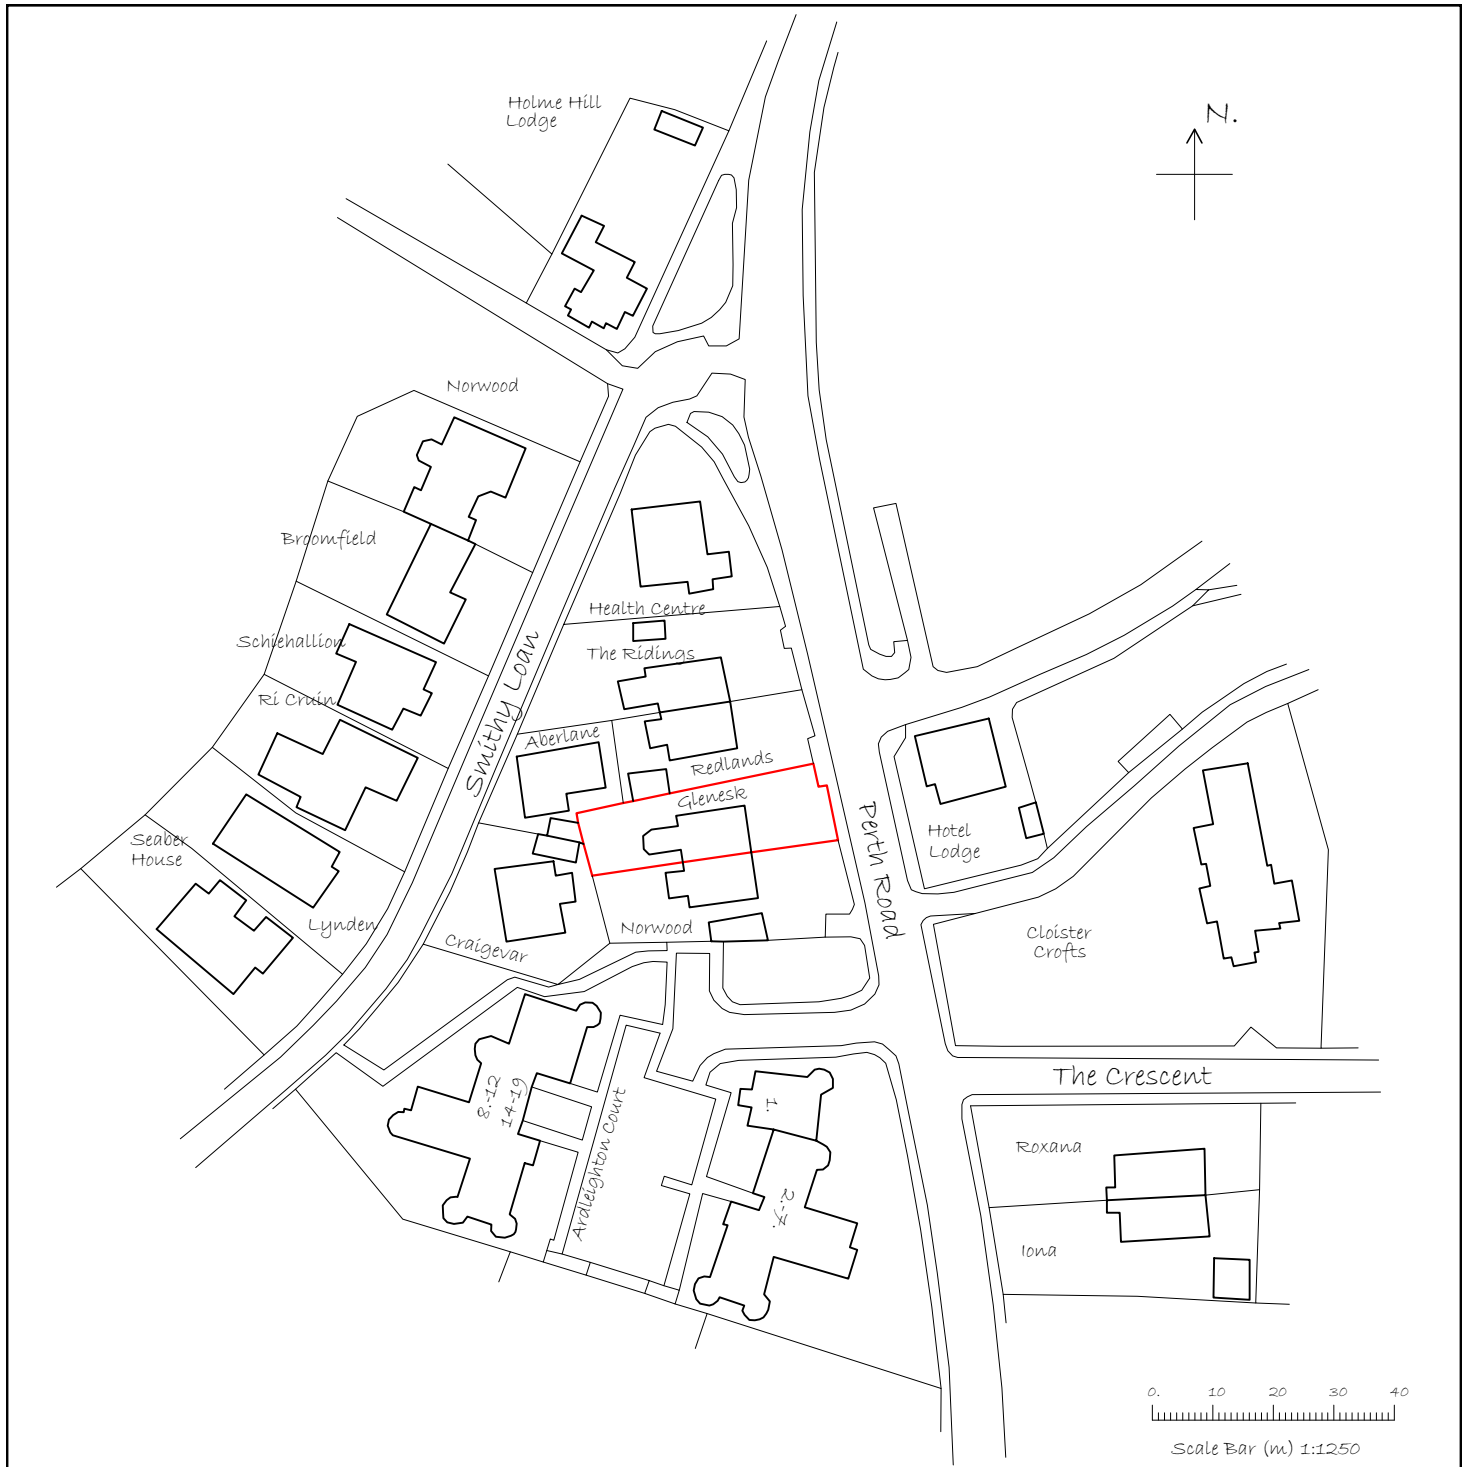 Holme Hill
Lodge
N.
Norwood
Broomfield
Health Centre
Schiehallion
The Ridings
Ri Cruin
Smithy Loan
Aberlane
Redlands
Glenesk
Perth Road
Hotel
Lodge
Seaber
House
Lynden
Norwood
Craigevar
Cloister
Crofts
The Crescent
8.-12
14-19
1.
Ardleighton Court
2.-7.
Roxana
Iona
0. 10 20 30 40
Scale Bar (m) 1:1250